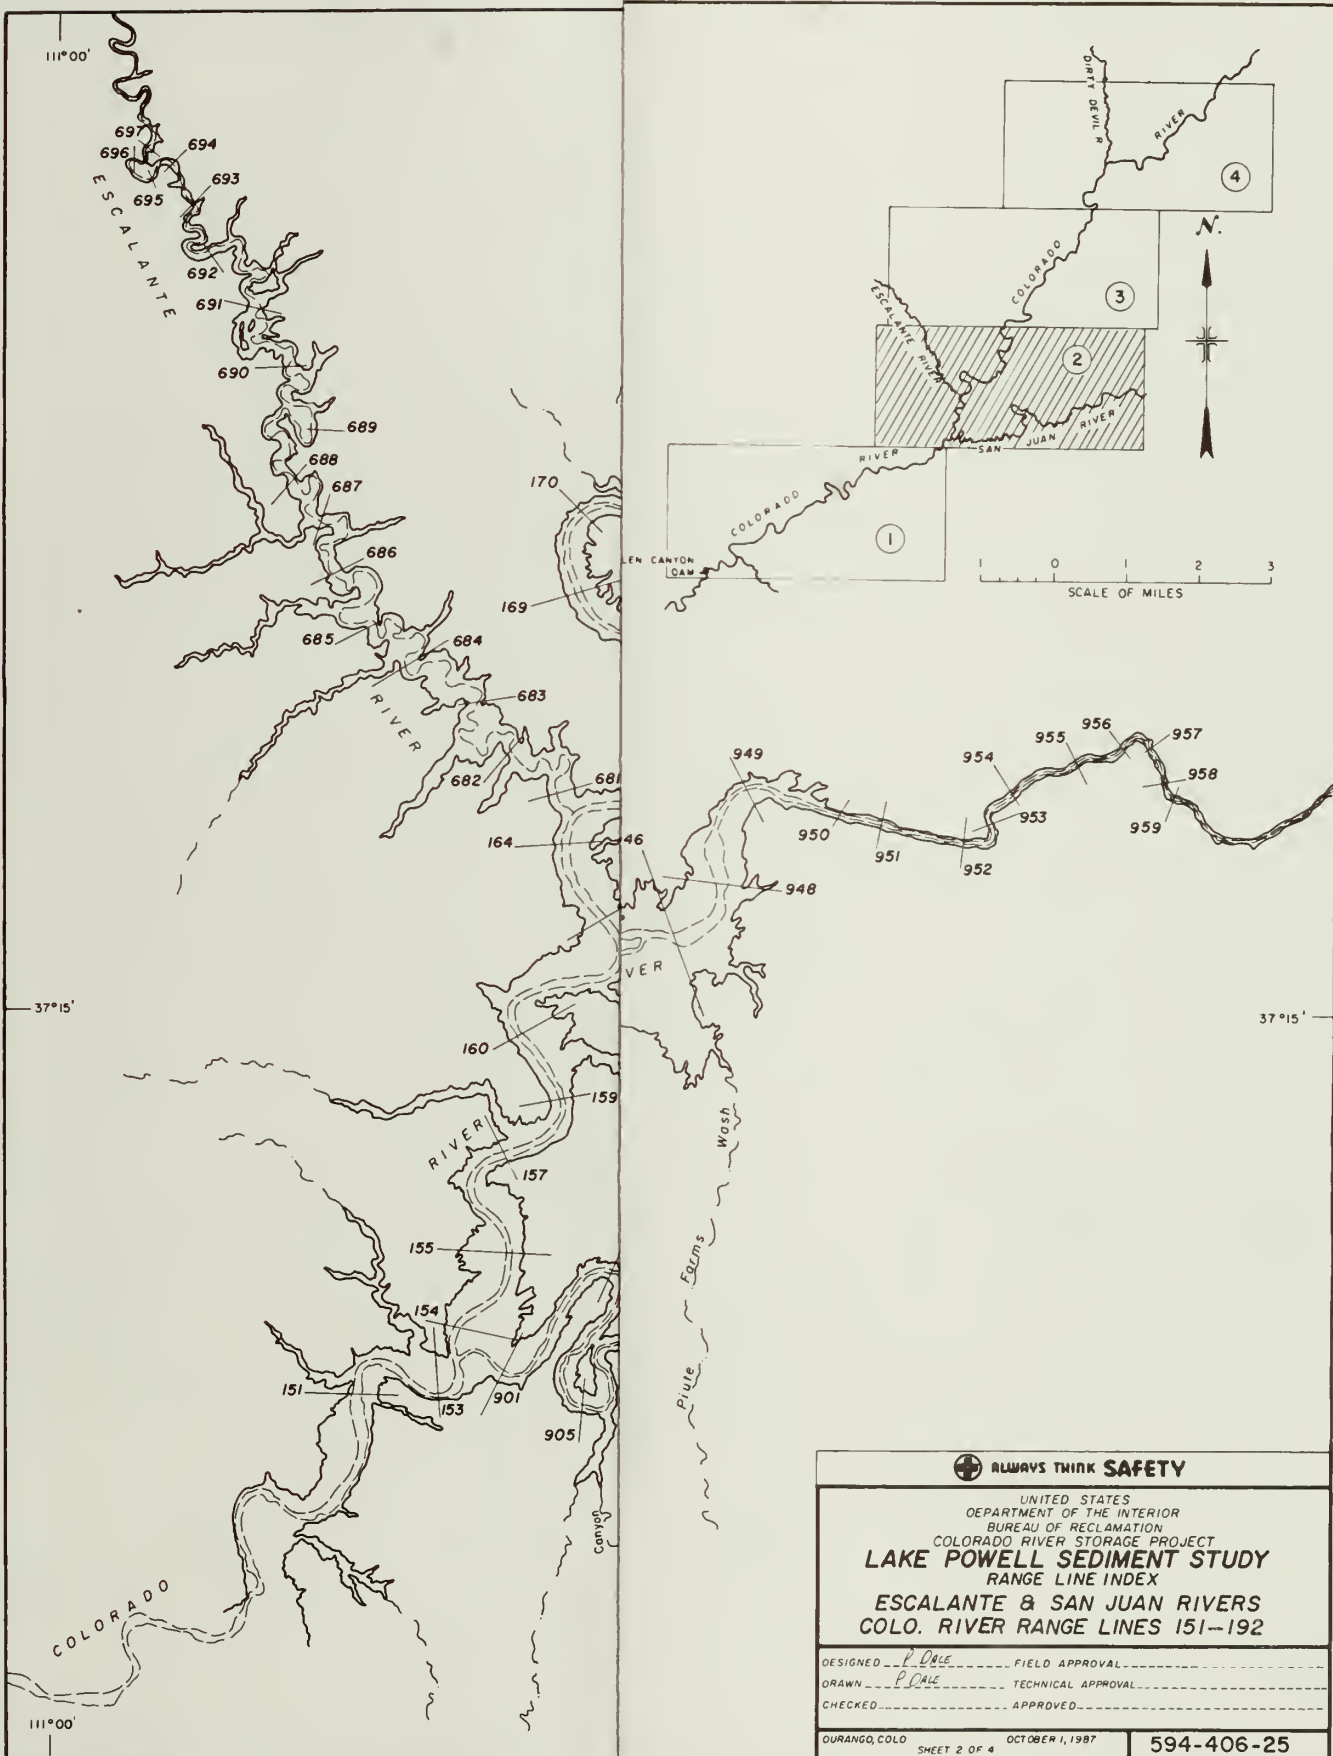 111°00'
697
696
694
695
693
ESCALANTE
692
691
690
689
688
687
686
685
684
RIVER
683
682
681
164
170
169
46
160
159
RIVER
157
155
154
151
153
901
905
Canyon
COLORADO
37°15'
111°00'
DIRTY DEVIL R
RIVER
4
N.
COLORADO
3
ESCALANTE RIVER
2
SAN JUAN RIVER
RIVER
COLORADO
1
LEN CANYON
DAM
1 0 1 2 3
SCALE OF MILES
949
950
951
952
953
954
955
956
957
958
959
948
VER
37°15'
Piute Farms Wash
ALWAYS THINK SAFETY
UNITED STATES
DEPARTMENT OF THE INTERIOR
BUREAU OF RECLAMATION
COLORADO RIVER STORAGE PROJECT
LAKE POWELL SEDIMENT STUDY
RANGE LINE INDEX
ESCALANTE & SAN JUAN RIVERS
COLO. RIVER RANGE LINES 151-192
DESIGNED P. DALE FIELD APPROVAL
DRAWN P. DALE TECHNICAL APPROVAL
CHECKED APPROVED
DURANGO, COLO OCTOBER 1, 1987
SHEET 2 OF 4
594-406-25